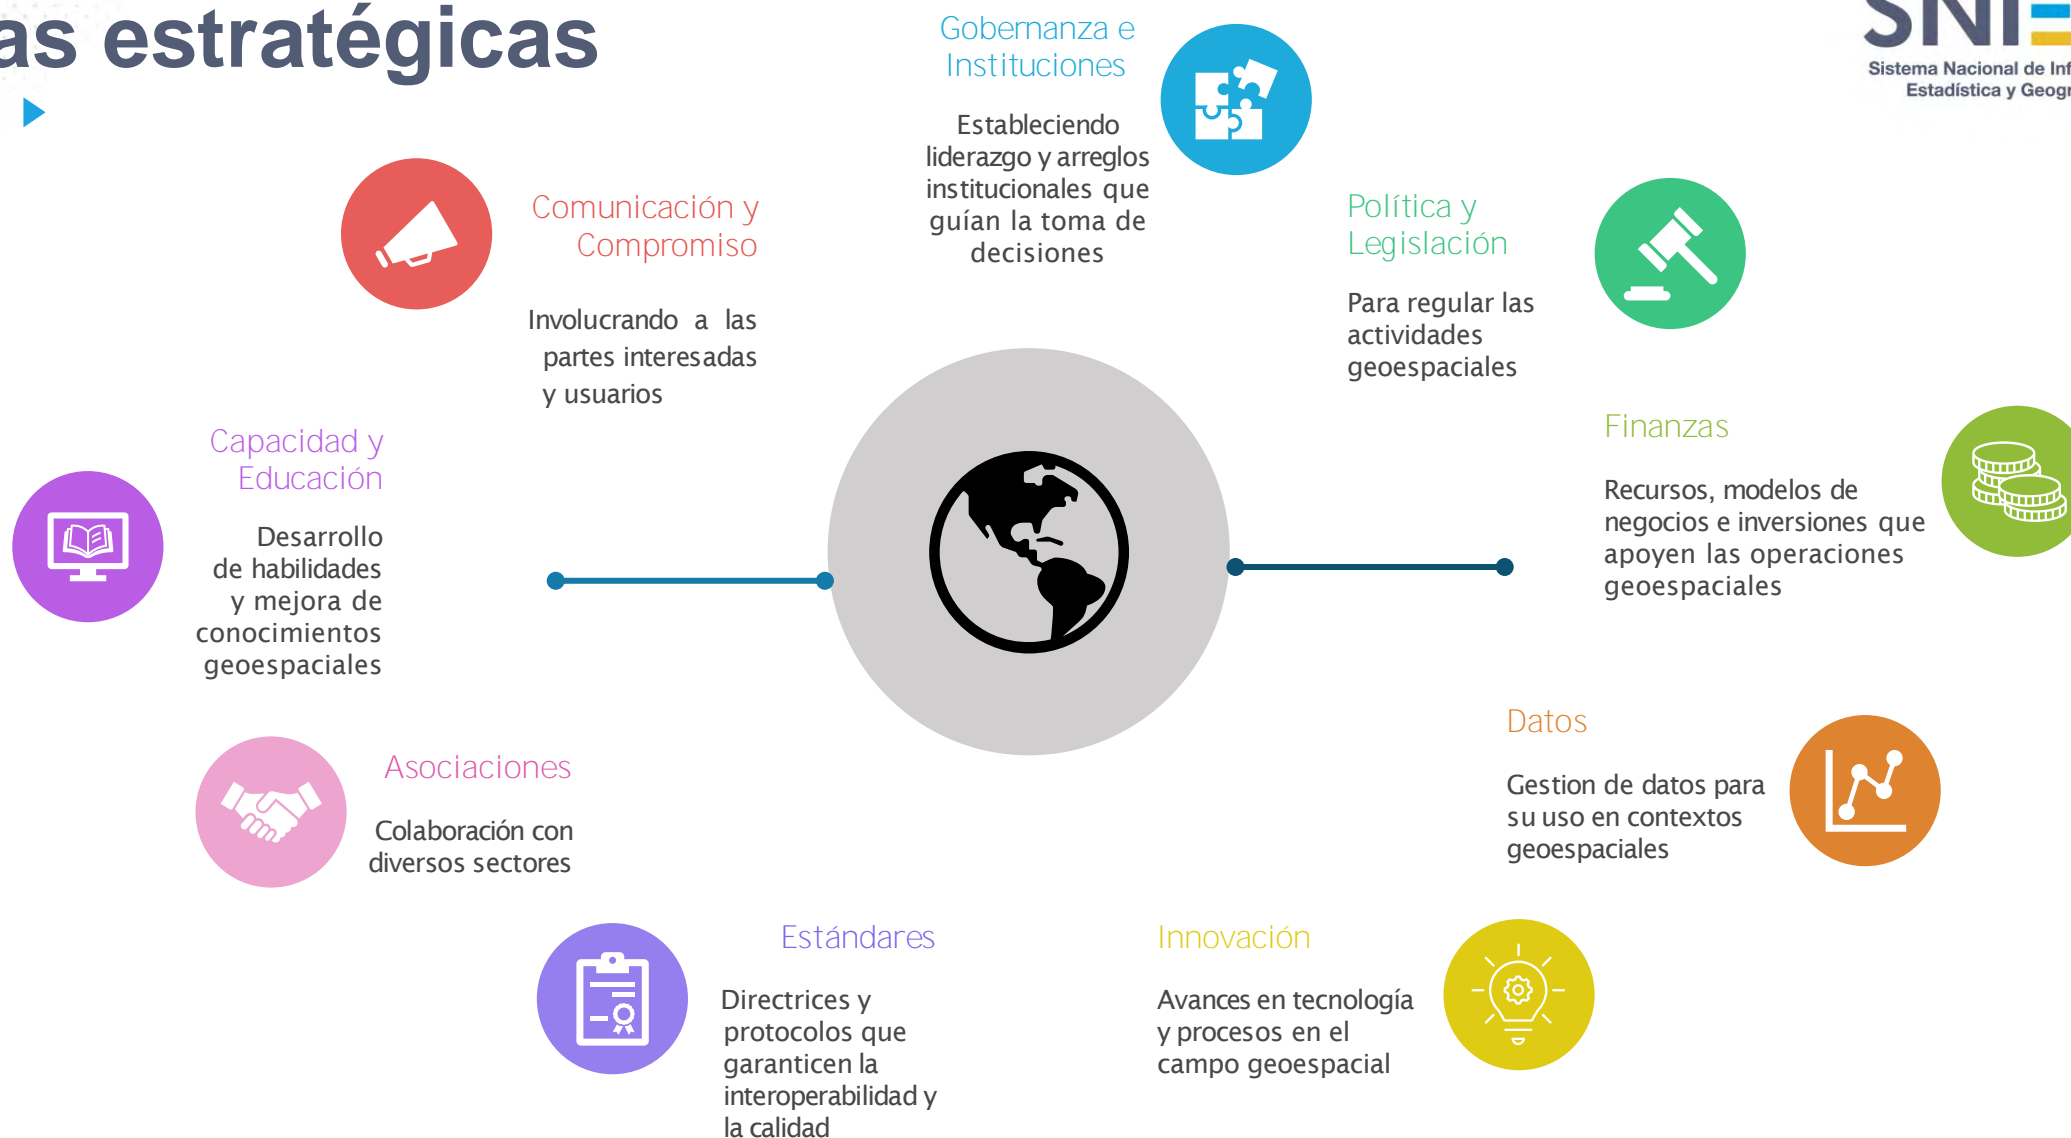 as estratégicas
SNIE
Sistema Nacional de Inf
Estadística y Geogr
Gobernanza e
Instituciones
Estableciendo
liderazgo y arreglos
institucionales que
guían la toma de
decisiones
Comunicación y
Compromiso
Involucrando a las
partes interesadas
y usuarios
Política y
Legislación
Para regular las
actividades
geoespaciales
Capacidad y
Educación
Desarrollo
de habilidades
y mejora de
conocimientos
geoespaciales
Finanzas
Recursos, modelos de
negocios e inversiones que
apoyen las operaciones
geoespaciales
Asociaciones
Colaboración con
diversos sectores
Datos
Gestion de datos para
su uso en contextos
geoespaciales
Estándares
Directrices y
protocolos que
garanticen la
interoperabilidad y
la calidad
Innovación
Avances en tecnología
y procesos en el
campo geoespacial